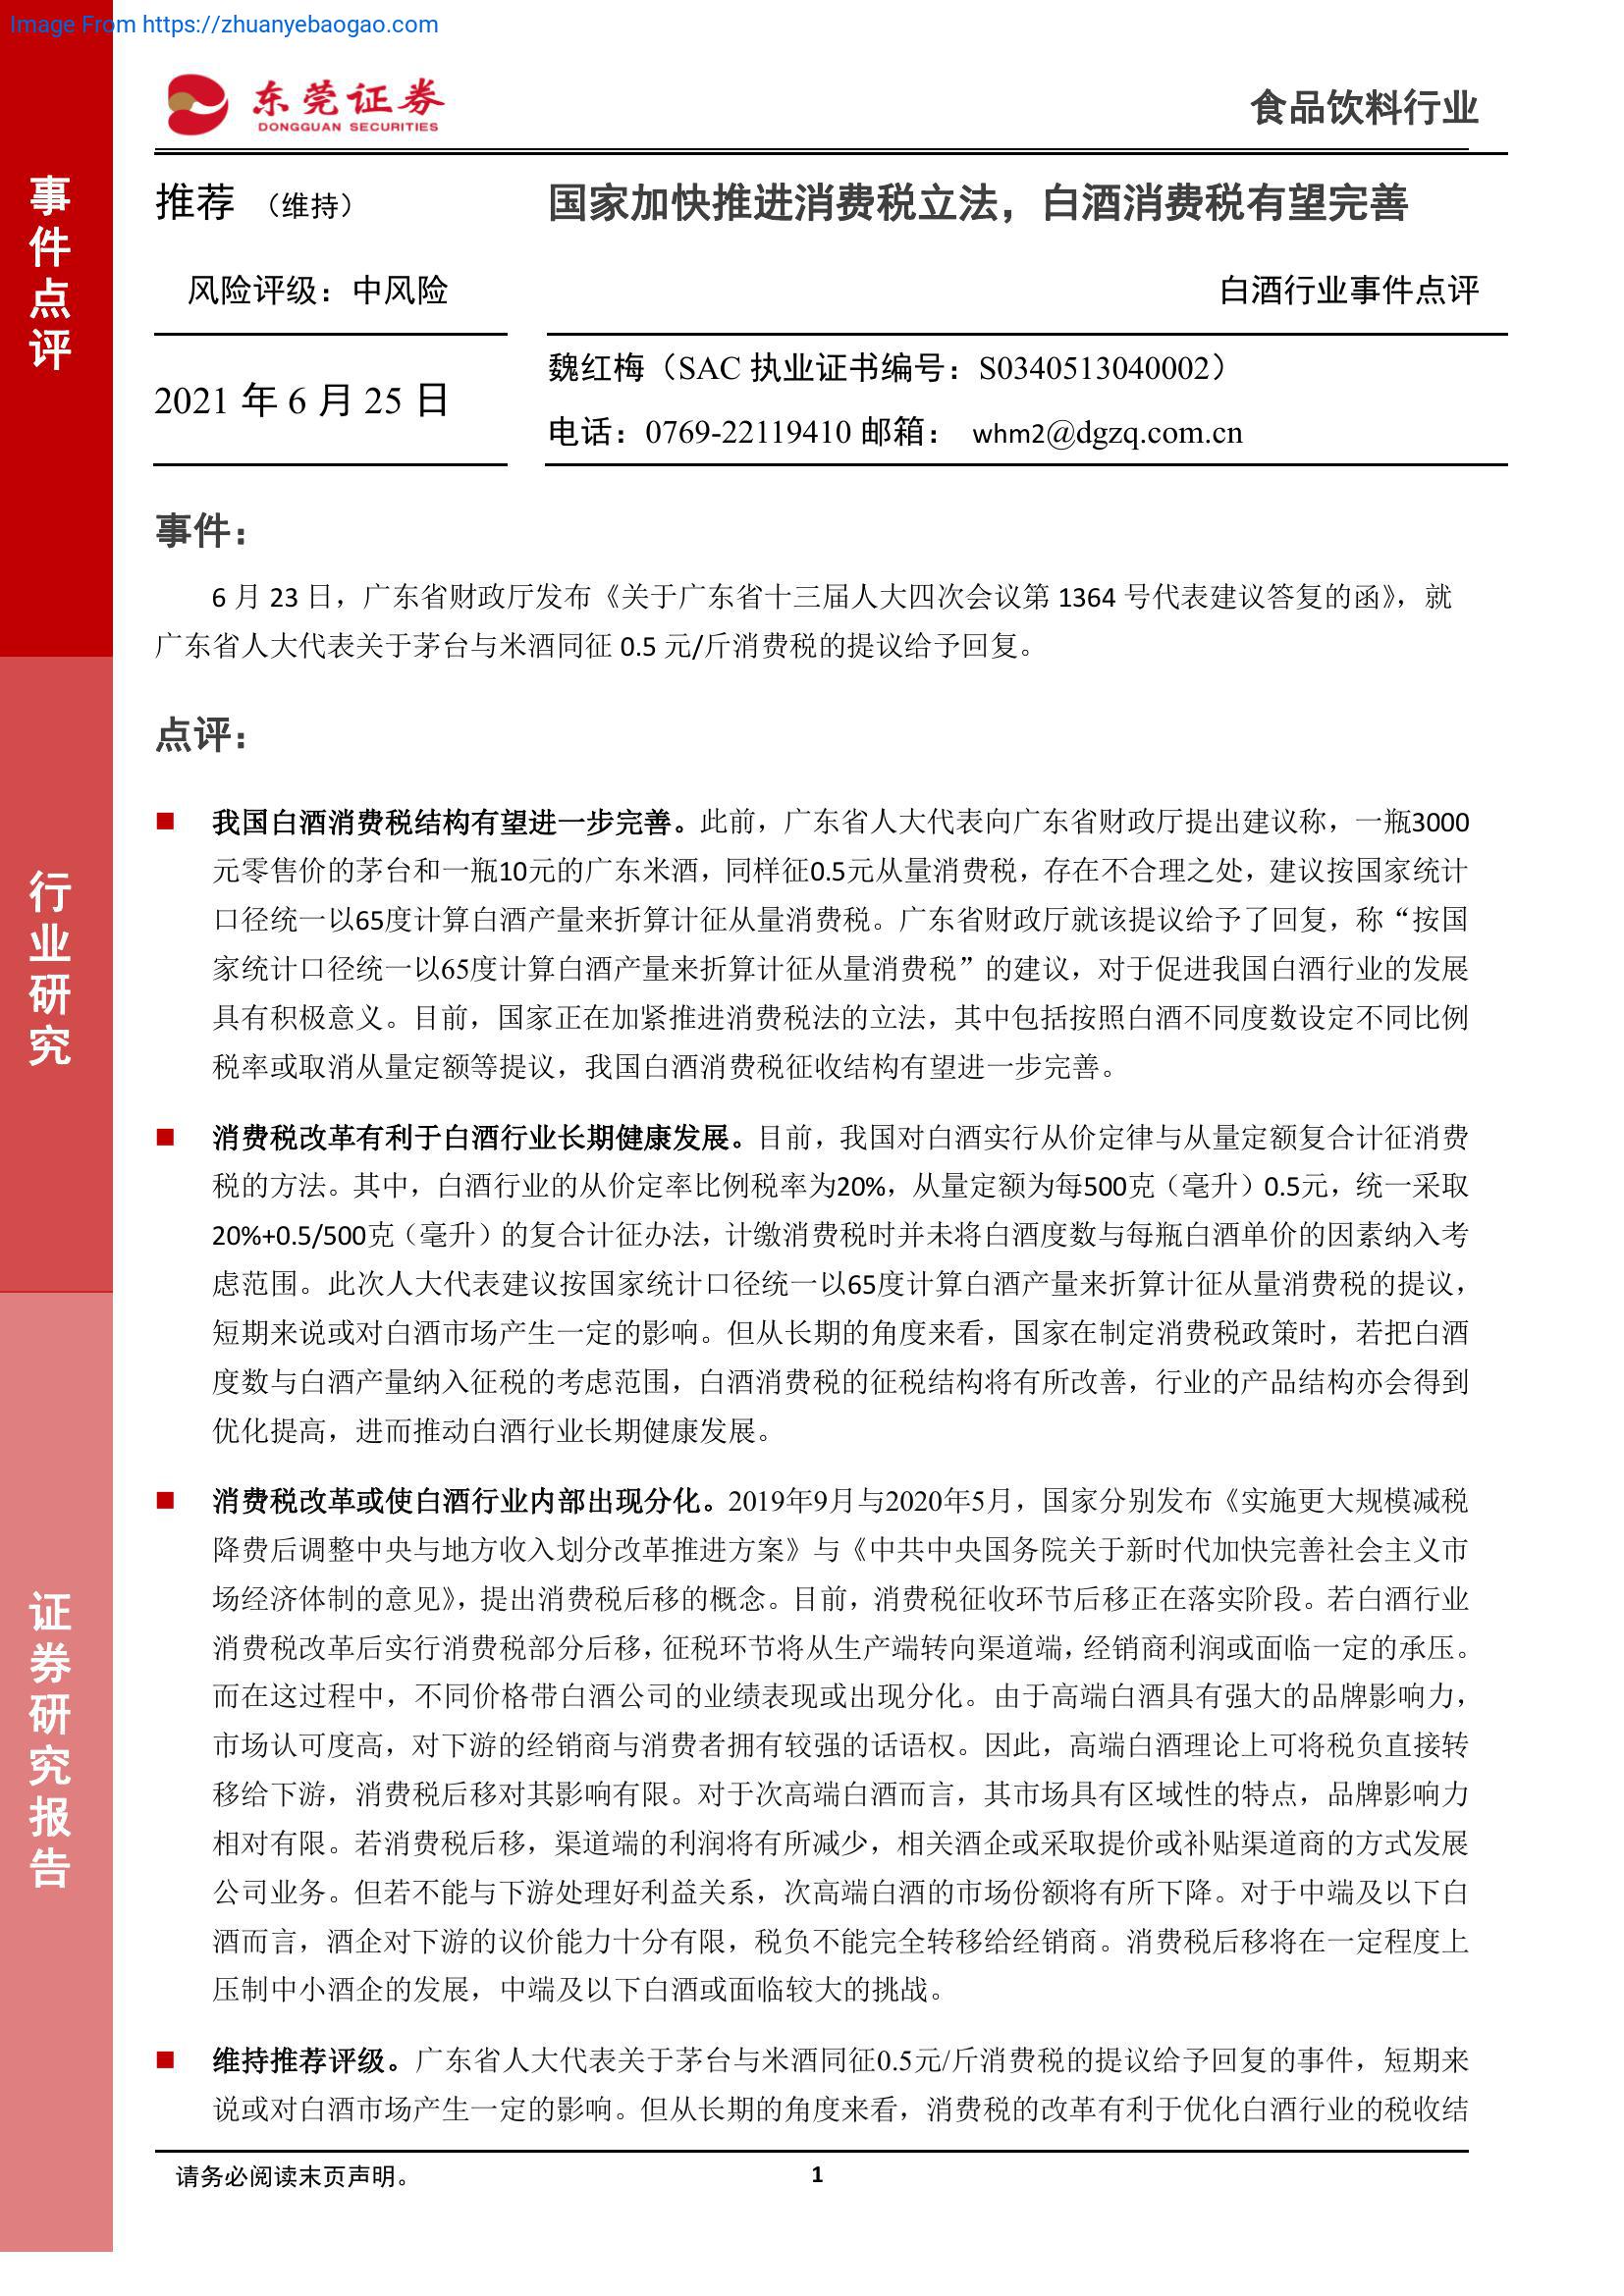 Image From https://zhuanyebaogao.com
东莞证券
DONGGUAN SECURITIES
食品饮料行业
事件点评
行业研究
证券研究报告
推荐 （维持）
国家加快推进消费税立法，白酒消费税有望完善
风险评级：中风险
白酒行业事件点评
2021 年 6 月 25 日
魏红梅（SAC 执业证书编号：S0340513040002）
电话：0769-22119410 邮箱： whm2@dgzq.com.cn
事件：
6 月 23 日，广东省财政厅发布《关于广东省十三届人大四次会议第 1364 号代表建议答复的函》，就
广东省人大代表关于茅台与米酒同征 0.5 元/斤消费税的提议给予回复。
点评：
■ 我国白酒消费税结构有望进一步完善。此前，广东省人大代表向广东省财政厅提出建议称，一瓶3000
元零售价的茅台和一瓶10元的广东米酒，同样征0.5元从量消费税，存在不合理之处，建议按国家统计
口径统一以65度计算白酒产量来折算计征从量消费税。广东省财政厅就该提议给予了回复，称“按国
家统计口径统一以65度计算白酒产量来折算计征从量消费税”的建议，对于促进我国白酒行业的发展
具有积极意义。目前，国家正在加紧推进消费税法的立法，其中包括按照白酒不同度数设定不同比例
税率或取消从量定额等提议，我国白酒消费税征收结构有望进一步完善。
■ 消费税改革有利于白酒行业长期健康发展。目前，我国对白酒实行从价定律与从量定额复合计征消费
税的方法。其中，白酒行业的从价定率比例税率为20%，从量定额为每500克（毫升）0.5元，统一采取
20%+0.5/500克（毫升）的复合计征办法，计缴消费税时并未将白酒度数与每瓶白酒单价的因素纳入考
虑范围。此次人大代表建议按国家统计口径统一以65度计算白酒产量来折算计征从量消费税的提议，
短期来说或对白酒市场产生一定的影响。但从长期的角度来看，国家在制定消费税政策时，若把白酒
度数与白酒产量纳入征税的考虑范围，白酒消费税的征税结构将有所改善，行业的产品结构亦会得到
优化提高，进而推动白酒行业长期健康发展。
■ 消费税改革或使白酒行业内部出现分化。2019年9月与2020年5月，国家分别发布《实施更大规模减税
降费后调整中央与地方收入划分改革推进方案》与《中共中央国务院关于新时代加快完善社会主义市
场经济体制的意见》，提出消费税后移的概念。目前，消费税征收环节后移正在落实阶段。若白酒行业
消费税改革后实行消费税部分后移，征税环节将从生产端转向渠道端，经销商利润或面临一定的承压。
而在这过程中，不同价格带白酒公司的业绩表现或出现分化。由于高端白酒具有强大的品牌影响力，
市场认可度高，对下游的经销商与消费者拥有较强的话语权。因此，高端白酒理论上可将税负直接转
移给下游，消费税后移对其影响有限。对于次高端白酒而言，其市场具有区域性的特点，品牌影响力
相对有限。若消费税后移，渠道端的利润将有所减少，相关酒企或采取提价或补贴渠道商的方式发展
公司业务。但若不能与下游处理好利益关系，次高端白酒的市场份额将有所下降。对于中端及以下白
酒而言，酒企对下游的议价能力十分有限，税负不能完全转移给经销商。消费税后移将在一定程度上
压制中小酒企的发展，中端及以下白酒或面临较大的挑战。
■ 维持推荐评级。广东省人大代表关于茅台与米酒同征0.5元/斤消费税的提议给予回复的事件，短期来
说或对白酒市场产生一定的影响。但从长期的角度来看，消费税的改革有利于优化白酒行业的税收结
请务必阅读末页声明。
1